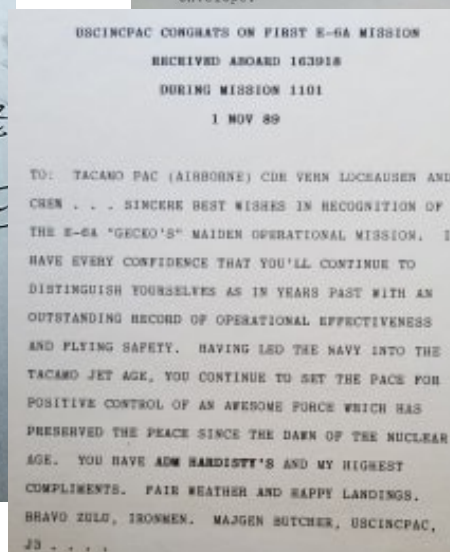 envelope.
USCINCPAC CONGRATS ON FIRST E-6A MISSION
RECEIVED ABOARD 163918
DURING MISSION 1101
1 NOV 89
TO: TACAMO PAC (AIRBORNE) CDR VERN LOCHAUSEN AND
CREW . . . SINCERE BEST WISHES IN RECOGNITION OF
THE E-6A "GECKO'S" MAIDEN OPERATIONAL MISSION. I
HAVE EVERY CONFIDENCE THAT YOU'LL CONTINUE TO
DISTINGUISH YOURSELVES AS IN YEARS PAST WITH AN
OUTSTANDING RECORD OF OPERATIONAL EFFECTIVENESS
AND FLYING SAFETY. HAVING LED THE NAVY INTO THE
TACAMO JET AGE, YOU CONTINUE TO SET THE PACE FOR
POSITIVE CONTROL OF AN AWESOME FORCE WHICH HAS
PRESERVED THE PEACE SINCE THE DAWN OF THE NUCLEAR
AGE. YOU HAVE ADM HARDISTY'S AND MY HIGHEST
COMPLIMENTS. FAIR WEATHER AND HAPPY LANDINGS.
BRAVO ZULU, IRONMEN. MAJGEN BUTCHER, USCINCPAC,
J3 . . . .